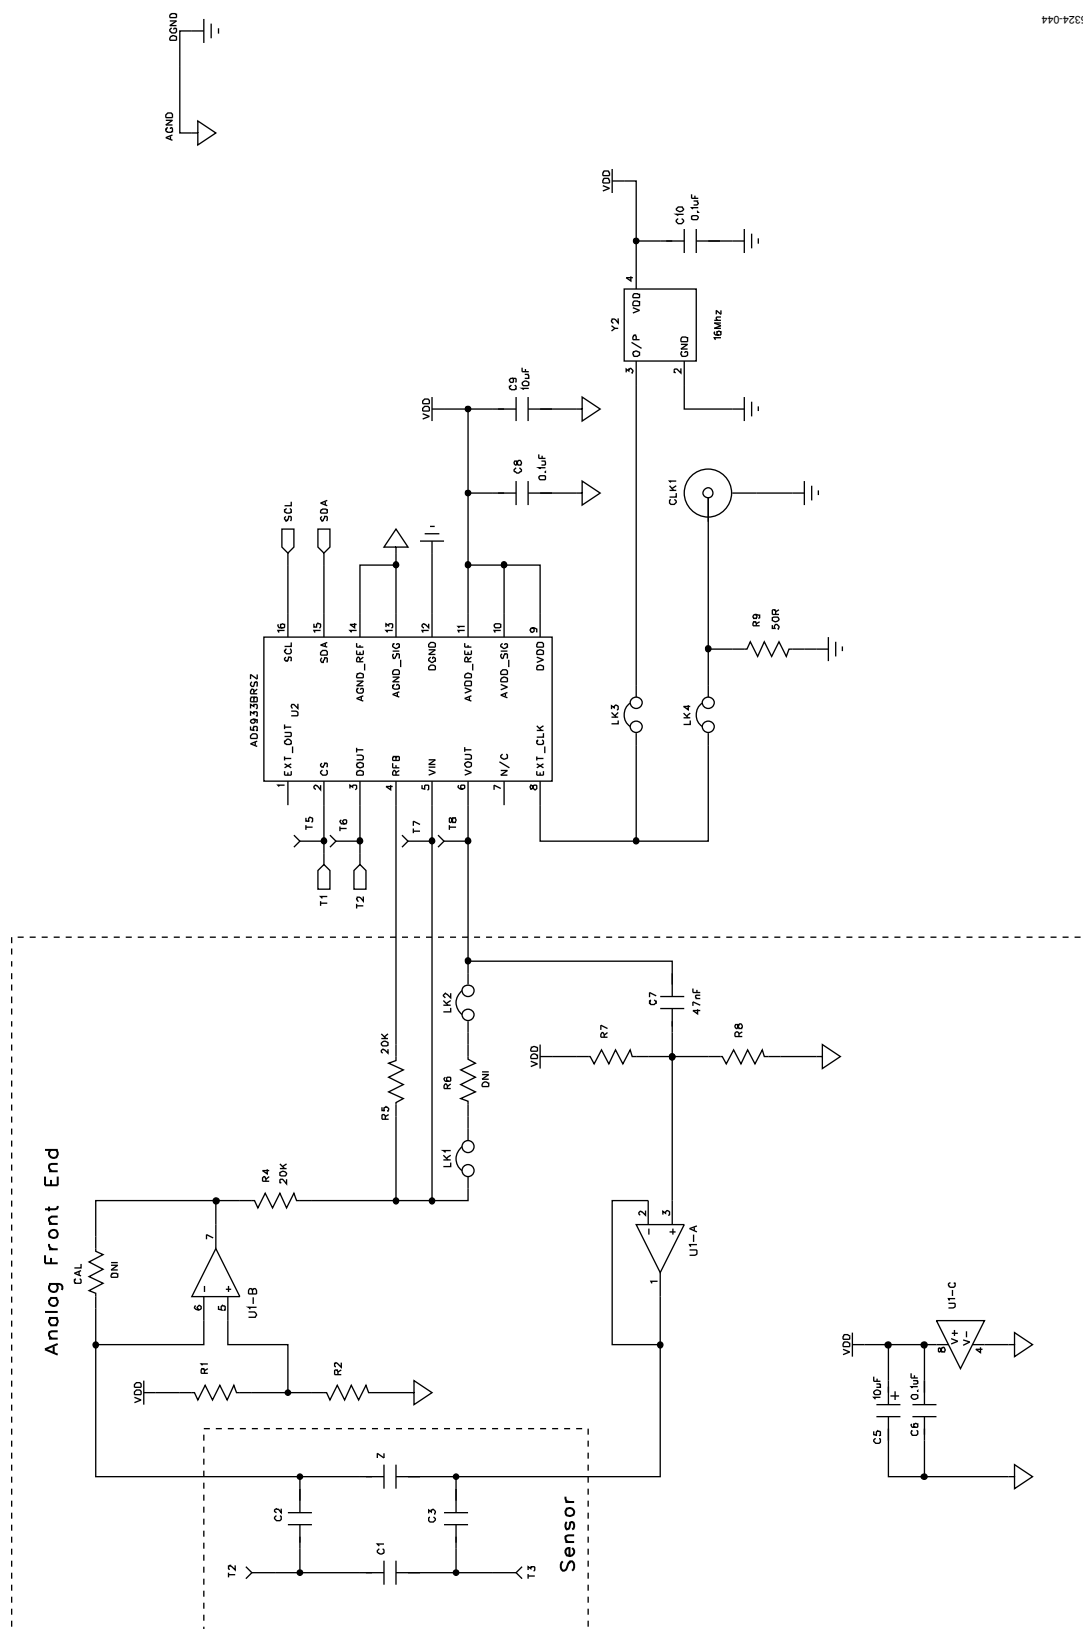 6324-044
DGND
AGND
VDD
C10
0.1uF
4
Y2
VDD
O/P
GND
16Mhz
3
2
VDD
C9
10uF
C8
0.1uF
CLK1
SCL
SDA
R9
50R
AD5933BRSZ
U2
16
15
14
13
12
11
10
9
SCL
SDA
AGND_REF
AGND_SIG
DGND
AVDD_REF
AVDD_SIG
DVDD
EXT_OUT
CS
DOUT
RFB
VIN
VOUT
N/C
EXT_CLK
1
2
3
4
5
6
7
8
LK3
LK4
T5
T6
T7
T8
T1
T2
Analog Front End
LK2
C7
47nF
R5
20K
R6
DNI
LK1
VDD
R7
R8
R4
20K
CAL
DNI
7
6
5
-
+
U1-B
2
3
-
+
1
U1-A
VDD
R1
R2
VDD
U1-C
8
V+
V-
4
10uF
+
C5
0.1uF
C6
Z
C2
C3
C1
T2
T3
Sensor